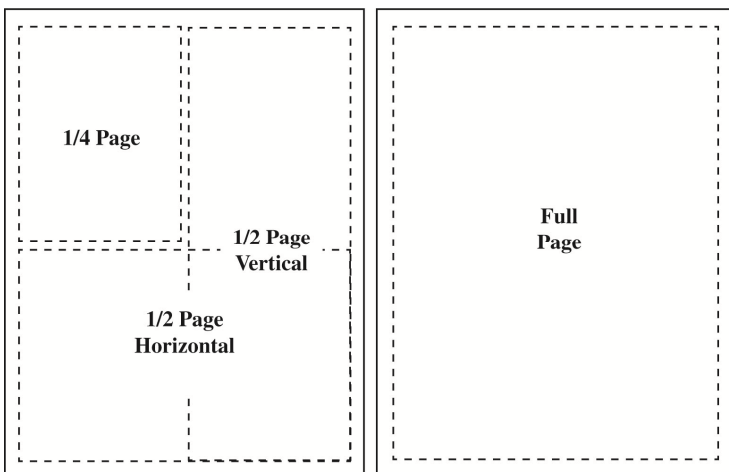 1/4 Page
1/2 Page
Vertical
1/2 Page
Horizontal
Full
Page